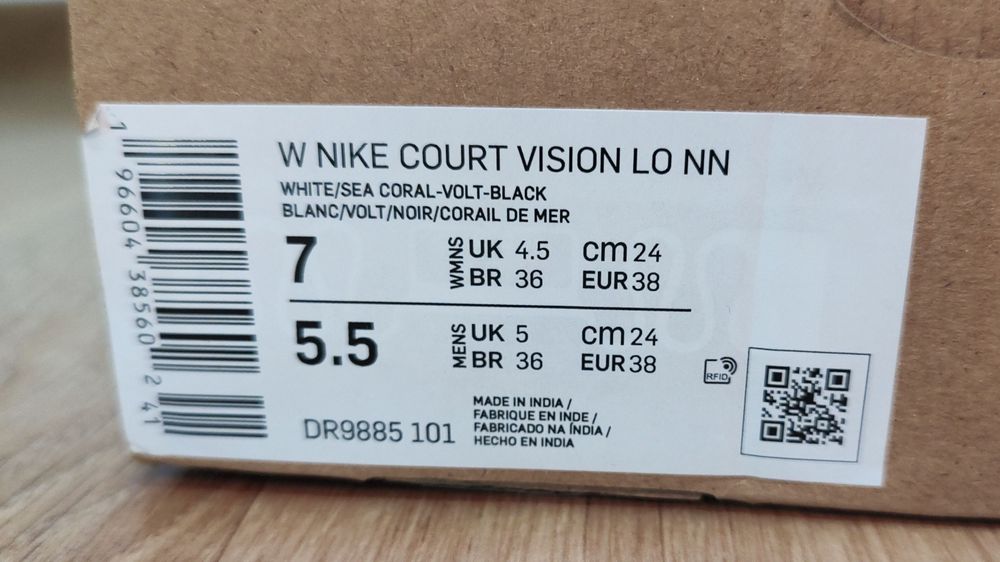 W NIKE COURT VISION LO NN
WHITE/SEA CORAL-VOLT-BLACK
BLANC/VOLT/NOIR/CORAIL DE MER
7 WMNS UK 4.5 cm 24
BR 36 EUR 38
5.5 MENS UK 5 cm 24
BR 36 EUR 38
RFID
DR9885 101
MADE IN INDIA /
FABRIQUE EN INDE /
FABRICADO NA ÍNDIA /
HECHO EN INDIA
1 96604 38560 2 41